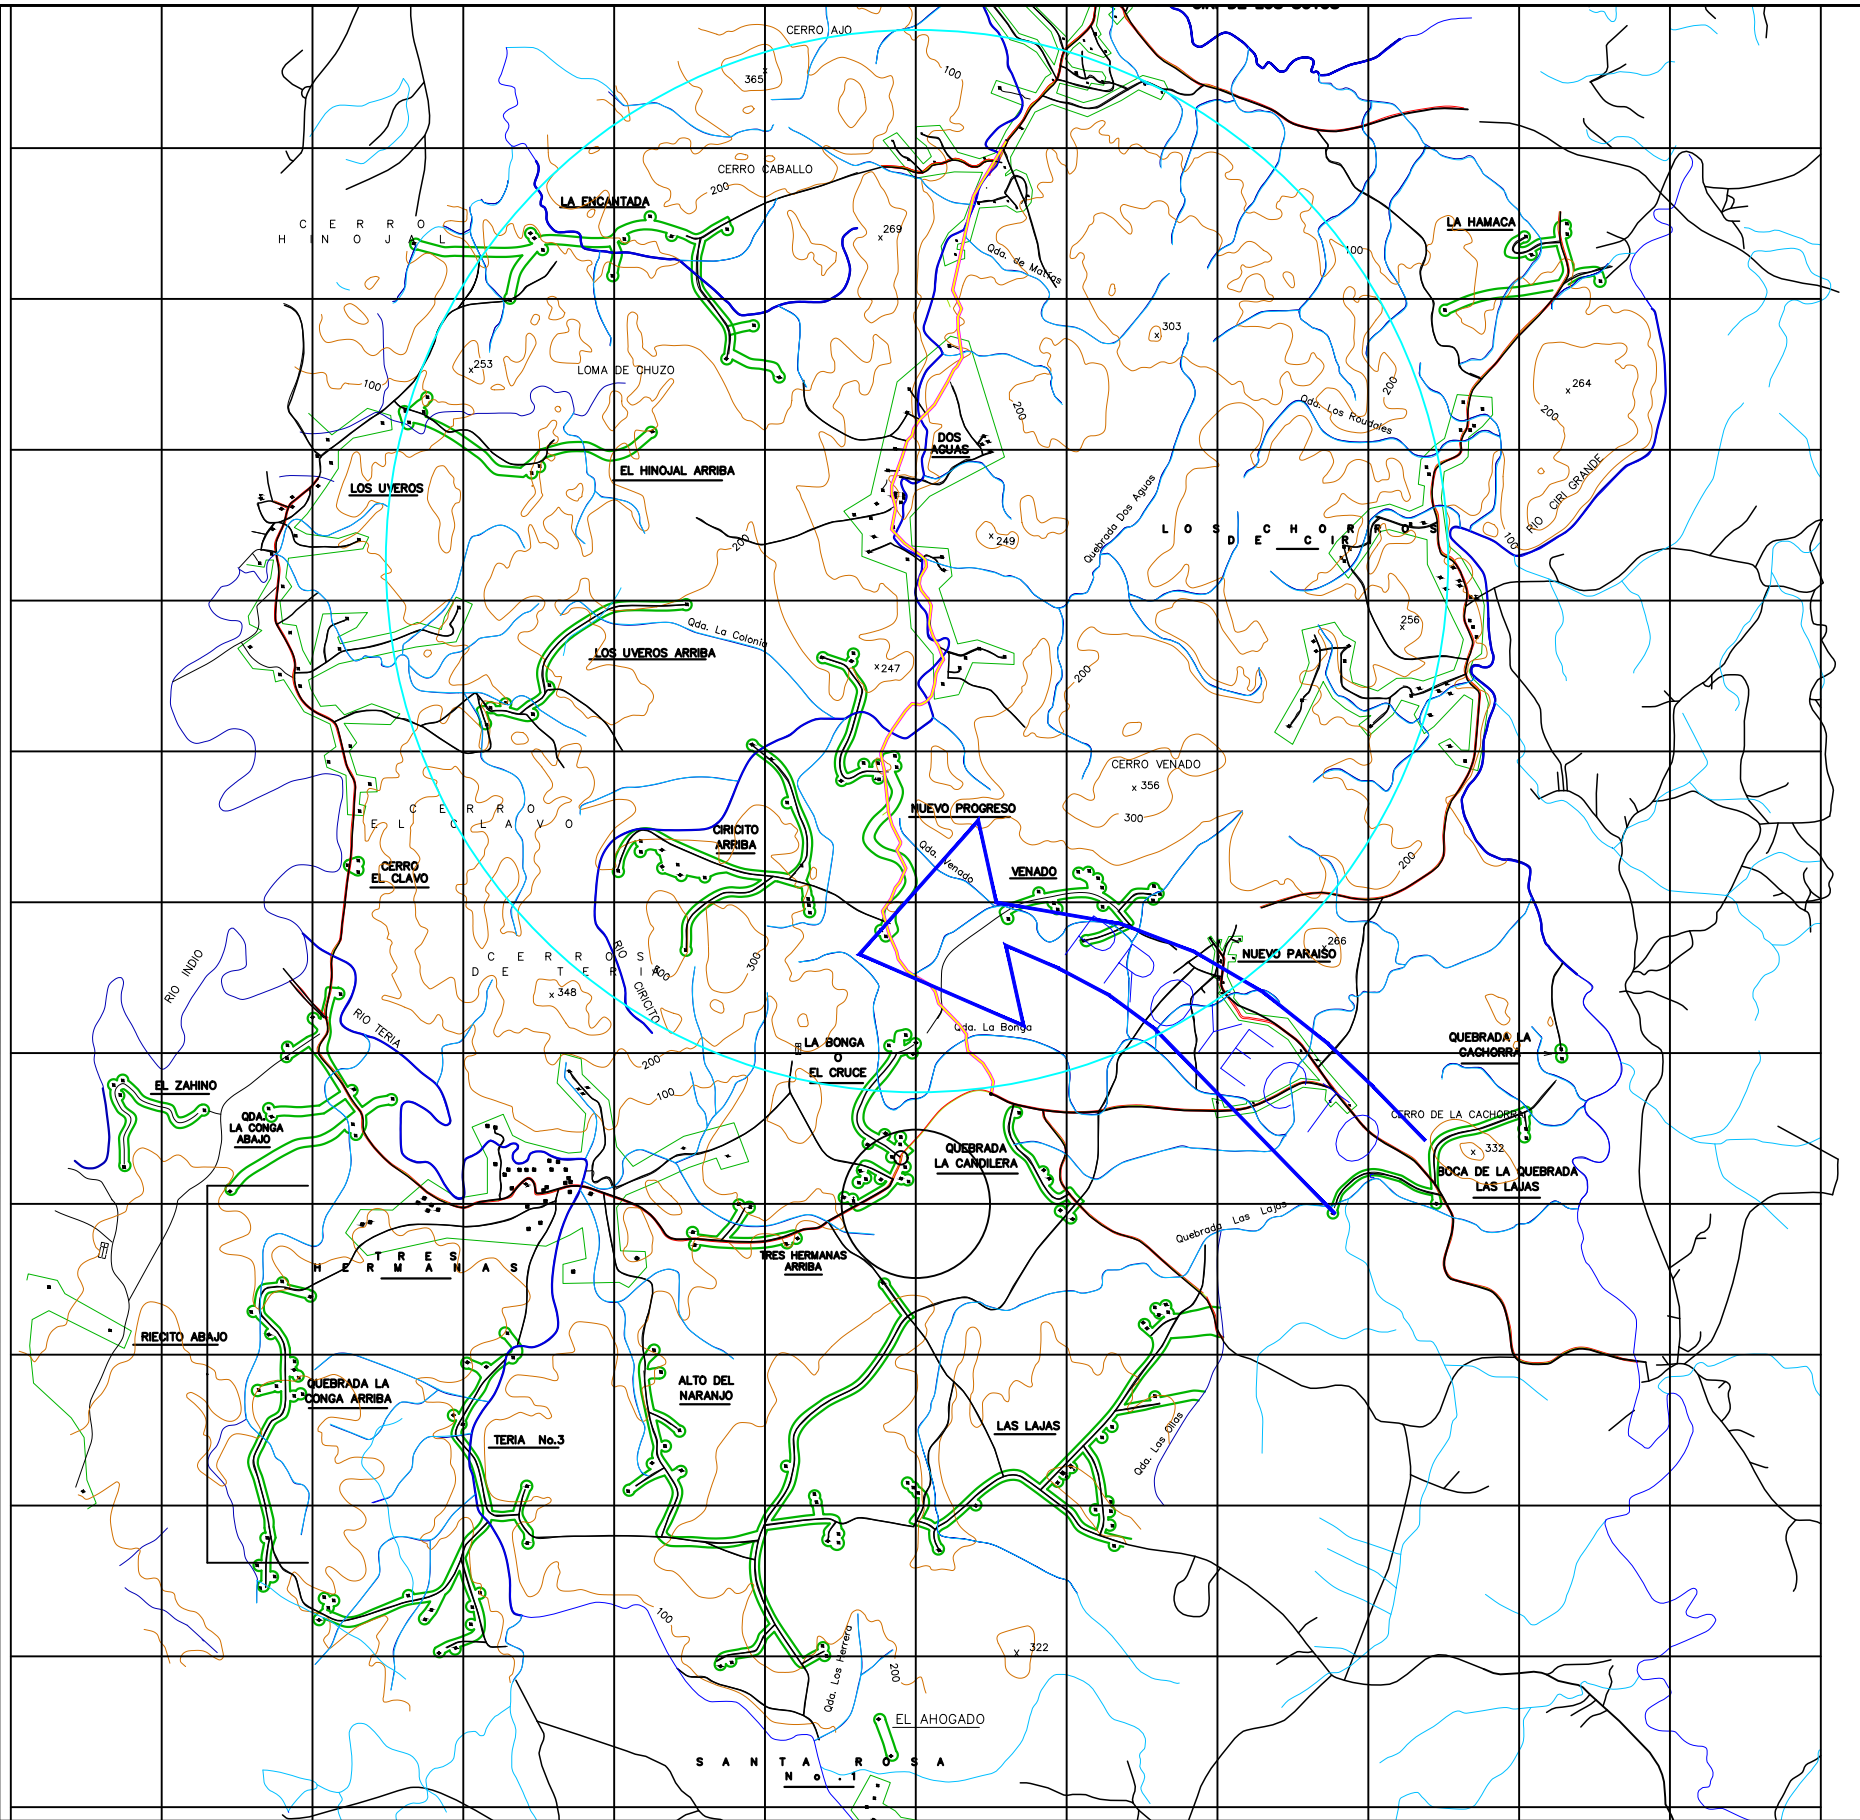 CERRO AJO
365
100
CERRO CABALLO
200
LA ENCANTADA
CERRO
HINOJAL
269
Qda. de Matías
100
LA HAMACA
303
253
LOMA DE CHUZO
100
200
200
264
200
Qda. Los Roudales
DOS
AGUAS
EL HINOJAL ARRIBA
LOS UVEROS
RIO CIRI GRANDE
Quebrada Dos Aguas
LOS CHORROS
DE CIRI
100
200
249
256
Qda. La Colonia
LOS UVEROS ARRIBA
247
200
CERRO VENADO
356
300
CERRO
EL CLAVO
NUEVO PROGRESO
CIRICITO
ARRIBA
Qda. Venado
VENADO
200
CERRO
EL CLAVO
PROYECTO
266
NUEVO PARAISO
CERROS
DE TERIA
300
300
348
RIO INDIO
RIO CIRICITO
RIO TERIA
Qda. La Bonga
LA BONGA
O
EL CRUCE
QUEBRADA LA
CACHORRA
200
100
EL ZAHINO
QDA.
LA CONGA
ABAJO
CERRO DE LA CACHORRA
332
QUEBRADA
LA CANDILERA
BOCA DE LA QUEBRADA
LAS LAJAS
Quebrada Las Lajas
TRES
HERMANAS
TRES HERMANAS
ARRIBA
RIECITO ABAJO
QUEBRADA LA
CONGA ARRIBA
ALTO DEL
NARANJO
TERIA No.3
LAS LAJAS
Qda. Las Ollas
100
322
Qda. Los Herrera
200
EL AHOGADO
SANTA ROSA
No.1